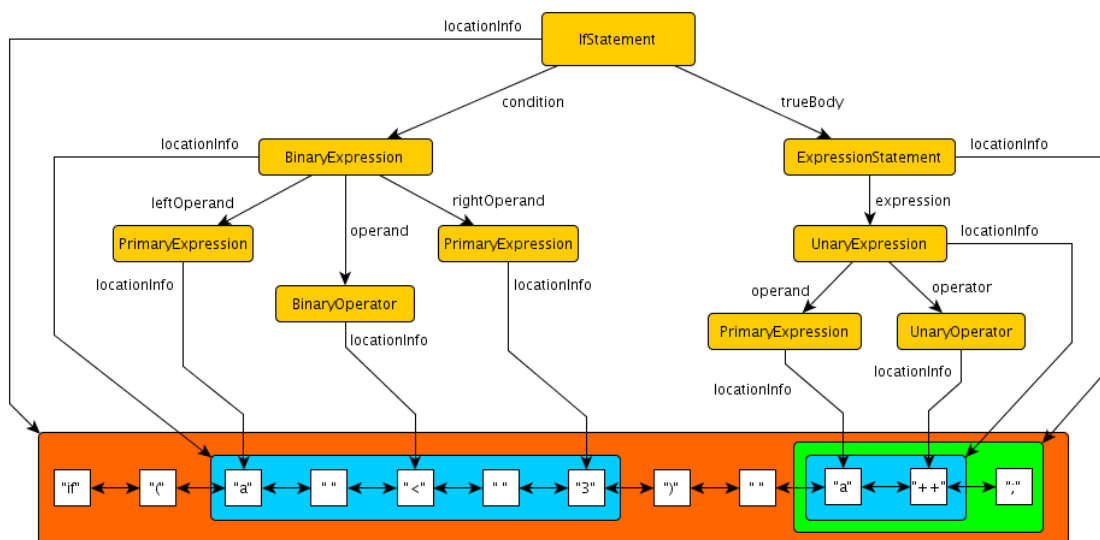 locationInfo
IfStatement
condition
trueBody
locationInfo
BinaryExpression
ExpressionStatement
locationInfo
leftOperand
rightOperand
expression
operand
PrimaryExpression
PrimaryExpression
UnaryExpression
locationInfo
locationInfo
locationInfo
operand
operator
BinaryOperator
PrimaryExpression
UnaryOperator
locationInfo
locationInfo
locationInfo
"if" "(" "a" " " "<" " " "3" ")" " " "a" "++" ";"